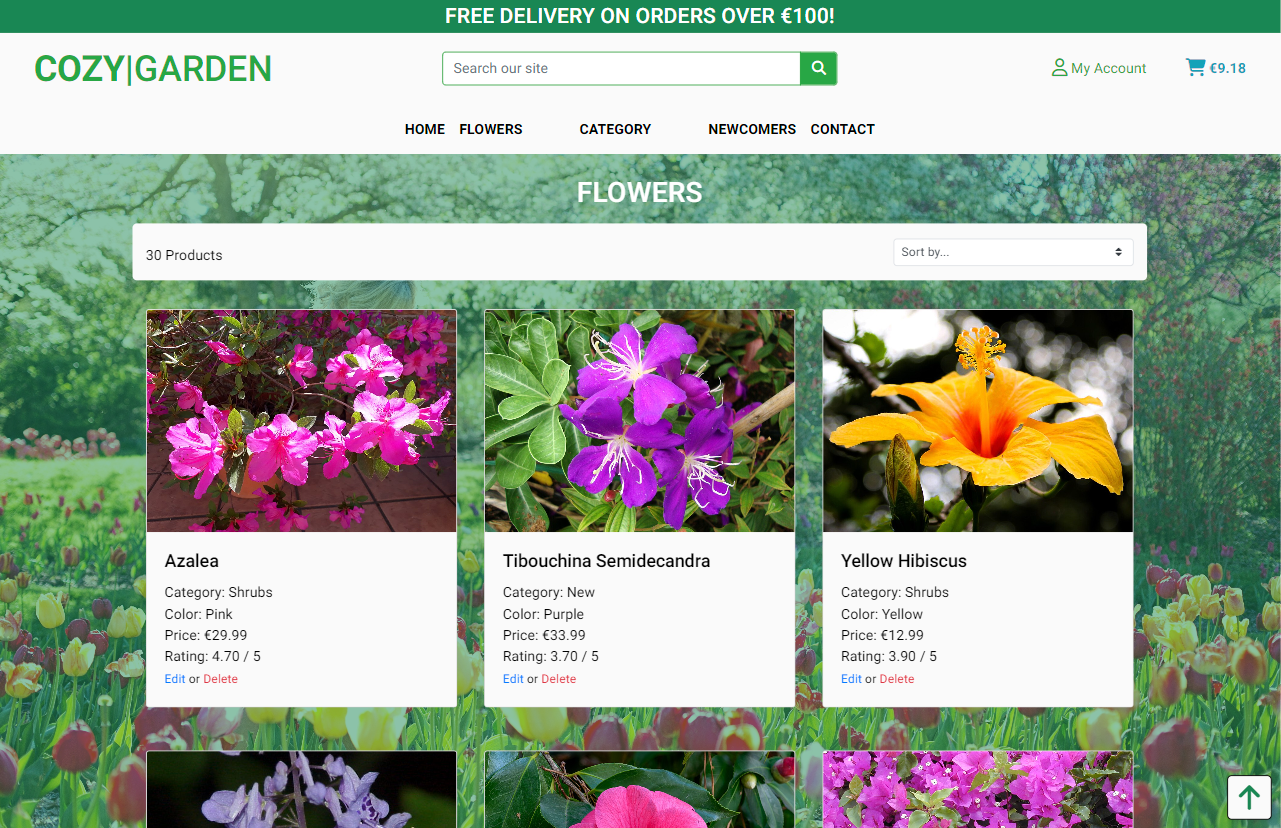 FREE DELIVERY ON ORDERS OVER €100!
COZY|GARDEN
Search our site
My Account
€9.18
HOME FLOWERS CATEGORY NEWCOMERS CONTACT
FLOWERS
30 Products
Sort by...
Azalea
Category: Shrubs
Color: Pink
Price: €29.99
Rating: 4.70 / 5
Edit or Delete
Tibouchina Semidecandra
Category: New
Color: Purple
Price: €33.99
Rating: 3.70 / 5
Edit or Delete
Yellow Hibiscus
Category: Shrubs
Color: Yellow
Price: €12.99
Rating: 3.90 / 5
Edit or Delete